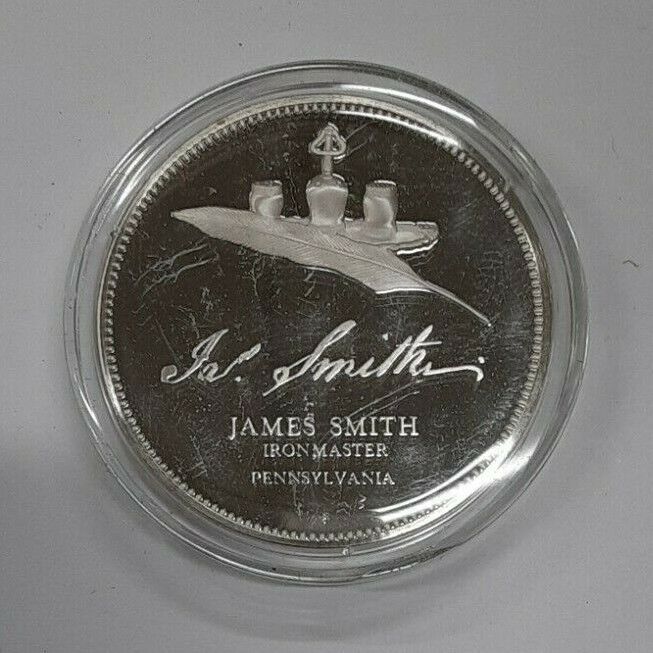 Jas. Smith
JAMES SMITH
IRONMASTER
PENNSYLVANIA